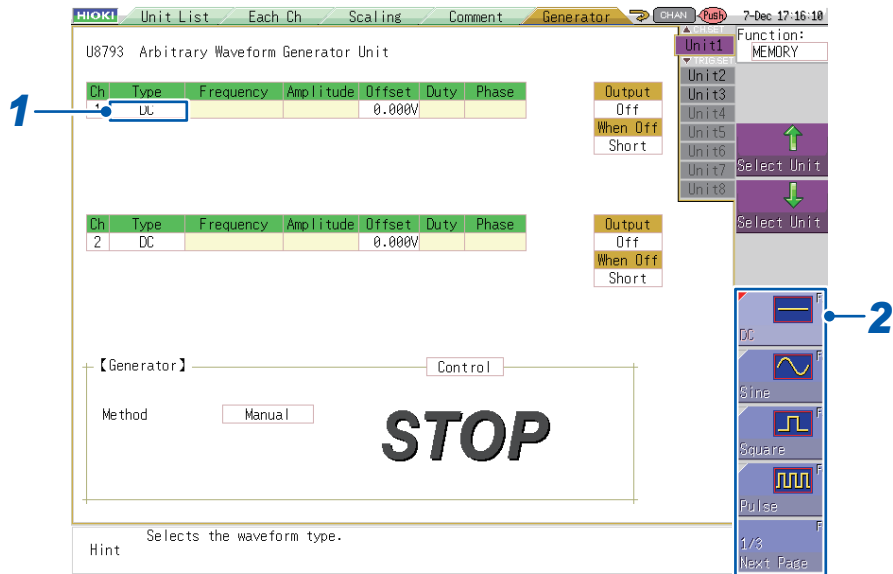 HIOKI Unit List Each Ch Scaling Comment Generator CHAN Push 7-Dec 17:16:10
U8793 Arbitrary Waveform Generator Unit
▲ CH.SET
Unit1
▼ TRIG.SET
Unit2
Unit3
Unit4
Unit5
Unit6
Unit7
Unit8
Function:
MEMORY
Select Unit
Select Unit
1
Ch Type Frequency Amplitude Offset Duty Phase
1 DC 0.000V
Output
Off
When Off
Short
Ch Type Frequency Amplitude Offset Duty Phase
2 DC 0.000V
Output
Off
When Off
Short
【Generator】 Control
Method Manual
STOP
2
DC
Sine
Square
Pulse
1/3
Next Page
Hint Selects the waveform type.